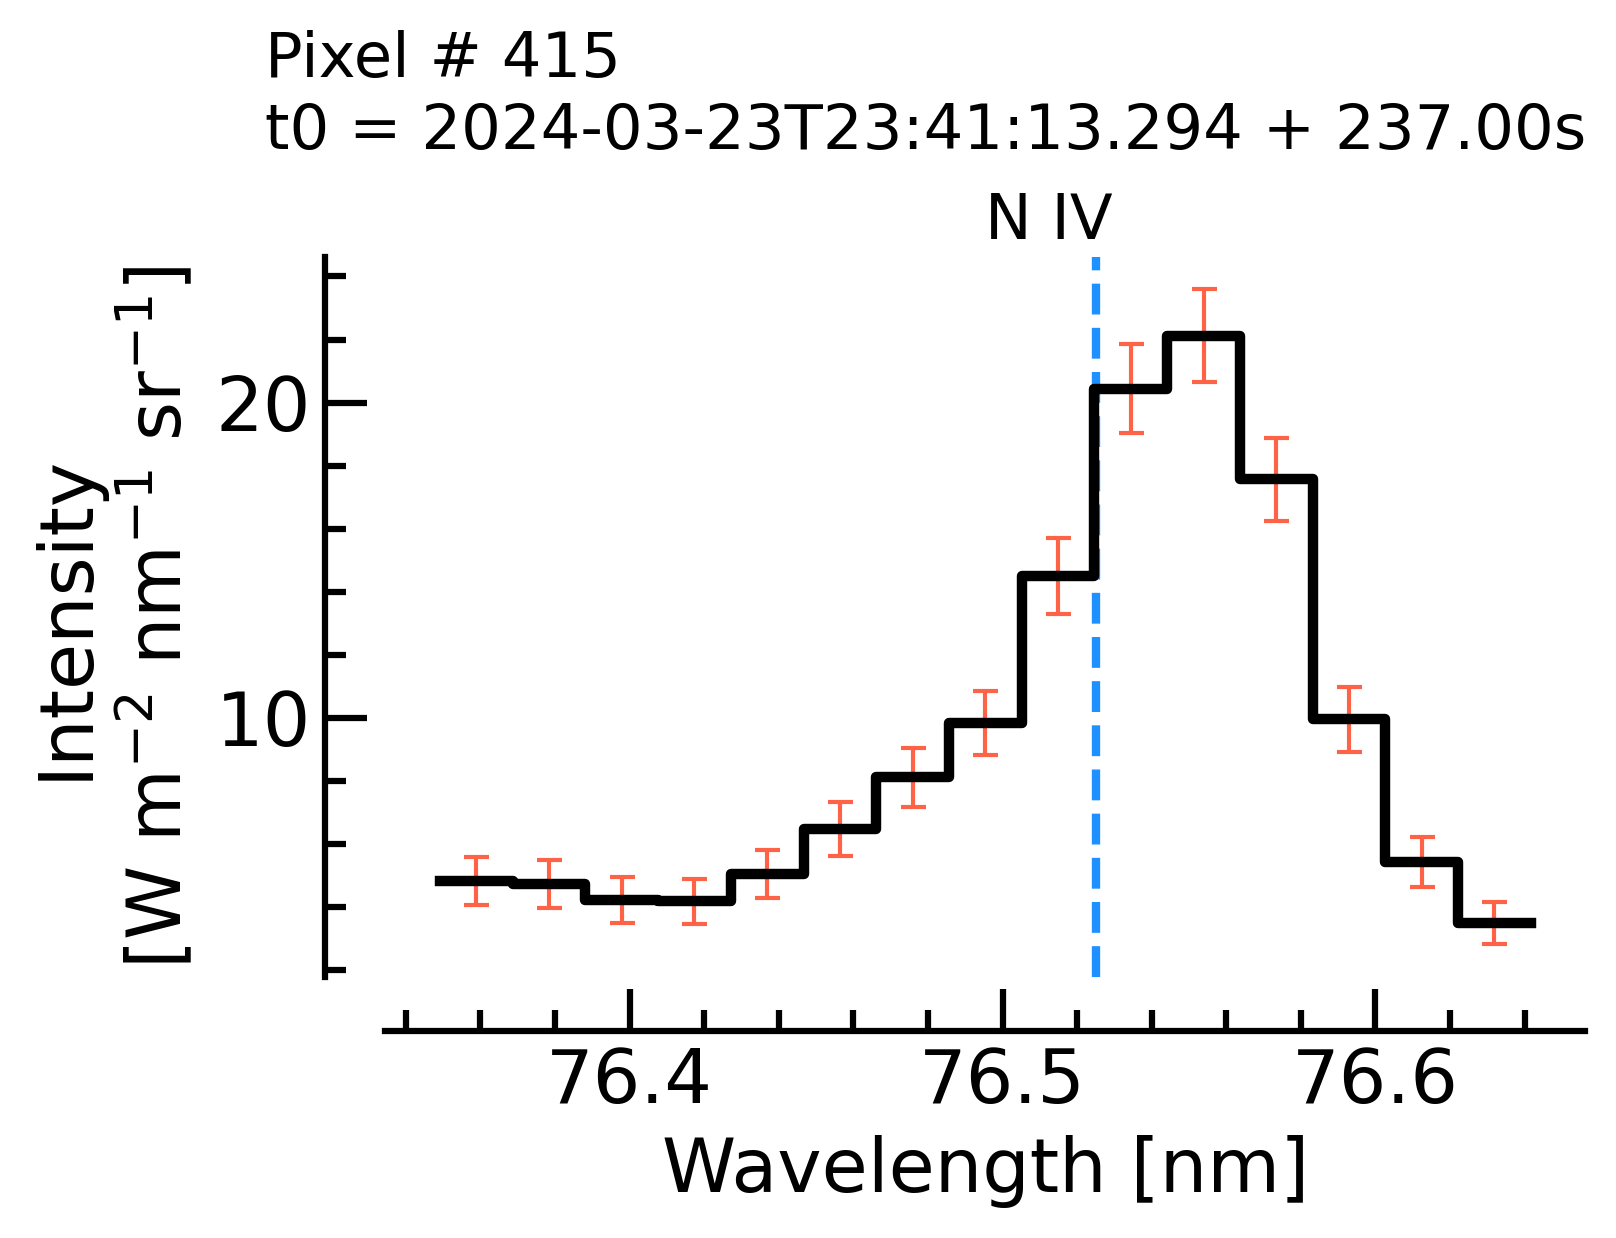 Pixel # 415
t0 = 2024-03-23T23:41:13.294 + 237.00s
N IV
Intensity
[W m⁻² nm⁻¹ sr⁻¹]
20
10
76.4 76.5 76.6
Wavelength [nm]